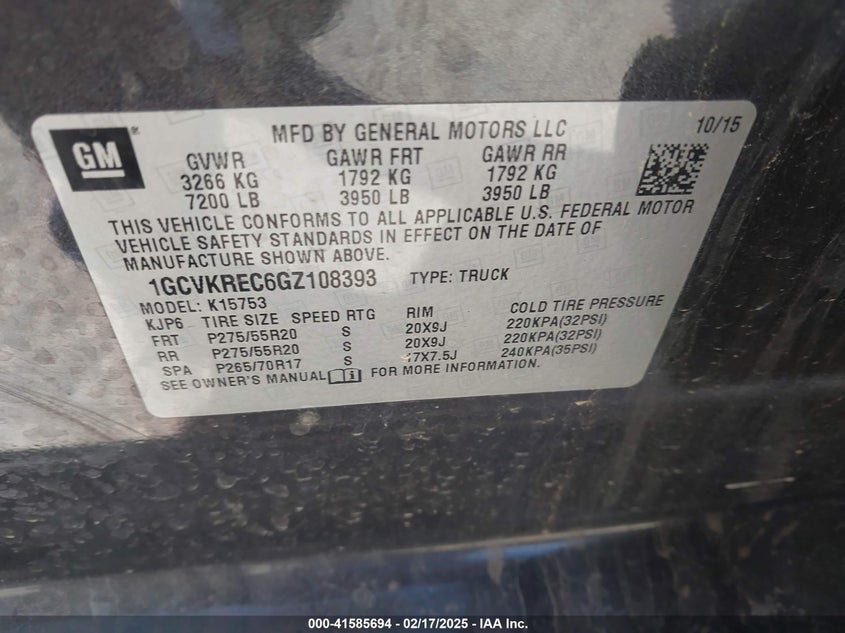 GM
MFD BY GENERAL MOTORS LLC
10/15
GVWR GAWR FRT GAWR RR
3266 KG 1792 KG 1792 KG
7200 LB 3950 LB 3950 LB
THIS VEHICLE CONFORMS TO ALL APPLICABLE U.S. FEDERAL MOTOR
VEHICLE SAFETY STANDARDS IN EFFECT ON THE DATE OF
MANUFACTURE SHOWN ABOVE.
1GCVKREC6GZ108393 TYPE: TRUCK
MODEL: K15753
KJP6 TIRE SIZE SPEED RTG RIM COLD TIRE PRESSURE
FRT P275/55R20 S 20X9J 220KPA(32PSI)
RR P275/55R20 S 20X9J 220KPA(32PSI)
SPA P265/70R17 S 17X7.5J 240KPA(35PSI)
SEE OWNER'S MANUAL FOR MORE INFORMATION.
000-41585694 - 02/17/2025 - IAA Inc.